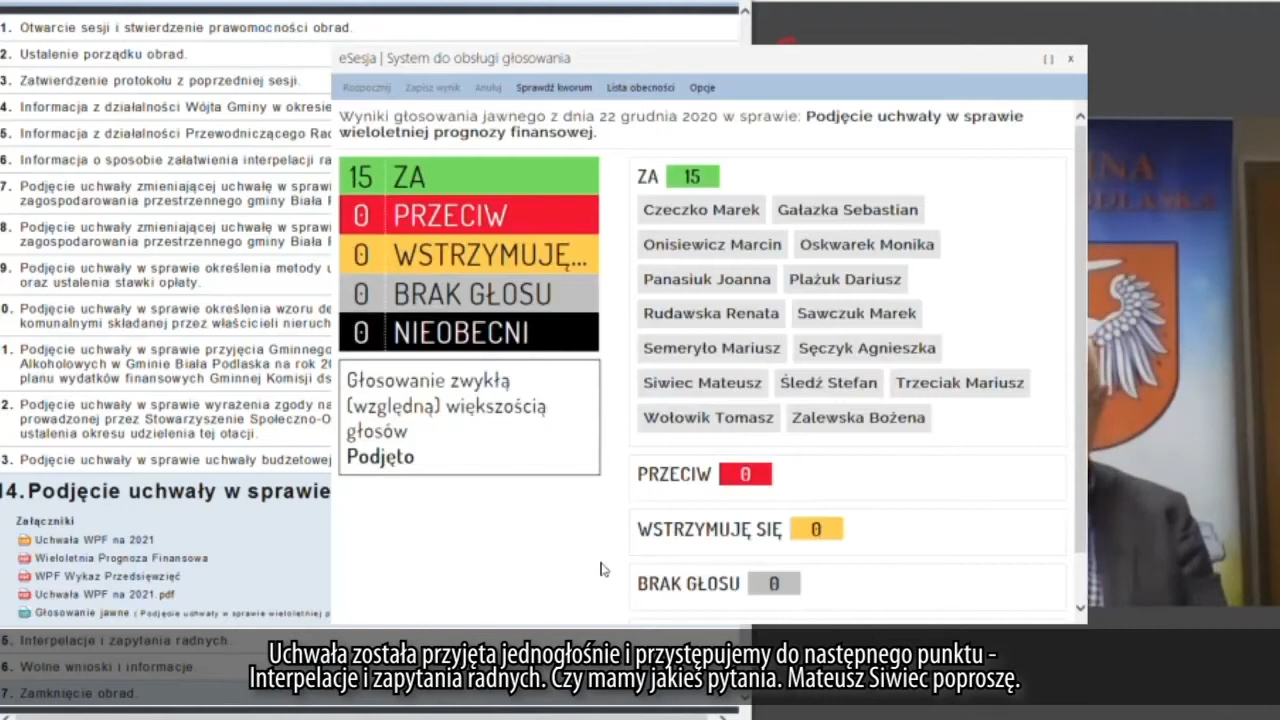 1. Otwarcie sesji i stwierdzenie prawomocności obrad.
2. Ustalenie porządku obrad.
3. Zatwierdzenie protokołu z poprzedniej sesji.
4. Informacja z działalności Wójta Gminy w okresie
5. Informacja z działalności Przewodniczącego Rad
6. Informacja o sposobie załatwienia interpelacji ra
7. Podjęcie uchwały zmieniającej uchwałę w sprawi
zagospodarowania przestrzennego gminy Biała P
8. Podjęcie uchwały zmieniającej uchwałę w sprawi
zagospodarowania przestrzennego gminy Biała P
9. Podjęcie uchwały w sprawie określenia metody u
oraz ustalenia stawki opłaty.
0. Podjęcie uchwały w sprawie określenia wzoru de
komunalnymi składanej przez właścicieli nieruch
1. Podjęcie uchwały w sprawie przyjęcia Gminnego
Alkoholowych w Gminie Biała Podlaska na rok 20
planu wydatków finansowych Gminnej Komisji ds
2. Podjęcie uchwały w sprawie wyrażenia zgody na
prowadzonej przez Stowarzyszenie Społeczno-O
ustalenia okresu udzielenia tej otacji.
3. Podjęcie uchwały w sprawie uchwały budżetowej
14. Podjęcie uchwały w sprawie
Załączniki
Uchwała WPF na 2021
Wieloletnia Prognoza Finansowa
WPF Wykaz Przedsięwzięć
Uchwała WPF na 2021.pdf
Głosowanie jawne ( Podjęcie uchwały w sprawie wieloletniej p
5. Interpelacje i zapytania radnych.
6. Wolne wnioski i informacje.
7. Zamknięcie obrad.
eSesja | System do obsługi głosowania
Rozpocznij Zapisz wynik Anuluj Sprawdź kworum Lista obecności Opcje
Wyniki głosowania jawnego z dnia 22 grudnia 2020 w sprawie: Podjęcie uchwały w sprawie
wieloletniej prognozy finansowej.
15 ZA
0 PRZECIW
0 WSTRZYMUJĘ...
0 BRAK GŁOSU
0 NIEOBECNI
Głosowanie zwykłą
(względną) większością
głosów
Podjęto
ZA 15
Czeczko Marek Gałazka Sebastian
Onisiewicz Marcin Oskwarek Monika
Panasiuk Joanna Plażuk Dariusz
Rudawska Renata Sawczuk Marek
Semeryło Mariusz Sęczyk Agnieszka
Siwiec Mateusz Śledź Stefan Trzeciak Mariusz
Wołowik Tomasz Zalewska Bożena
PRZECIW 0
WSTRZYMUJĘ SIĘ 0
BRAK GŁOSU 0
Uchwała została przyjęta jednogłośnie i przystępujemy do następnego punktu -
Interpelacje i zapytania radnych. Czy mamy jakieś pytania. Mateusz Siwiec poproszę.